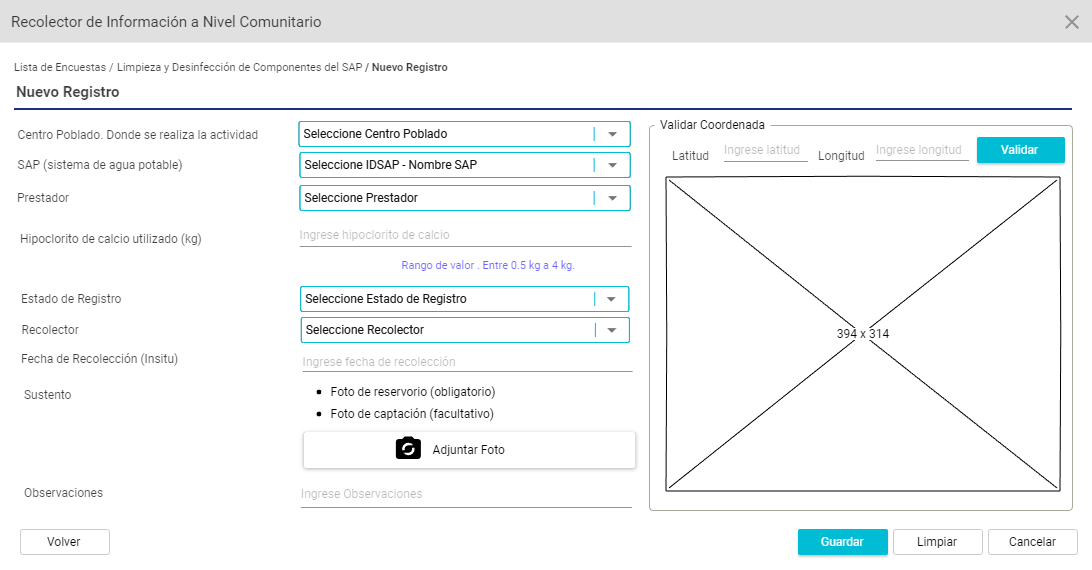 Recolector de Información a Nivel Comunitario
Lista de Encuestas / Limpieza y Desinfección de Componentes del SAP / Nuevo Registro
Nuevo Registro
Centro Poblado. Donde se realiza la actividad
Seleccione Centro Poblado
SAP (sistema de agua potable)
Seleccione IDSAP - Nombre SAP
Prestador
Seleccione Prestador
Hipoclorito de calcio utilizado (kg)
Ingrese hipoclorito de calcio
Rango de valor . Entre 0.5 kg a 4 kg.
Estado de Registro
Seleccione Estado de Registro
Recolector
Seleccione Recolector
Fecha de Recolección (Insitu)
Ingrese fecha de recolección
Sustento
• Foto de reservorio (obligatorio)
• Foto de captación (facultativo)
Adjuntar Foto
Observaciones
Ingrese Observaciones
Validar Coordenada
Latitud Ingrese latitud Longitud Ingrese longitud Validar
394 x 314
Volver
Guardar Limpiar Cancelar